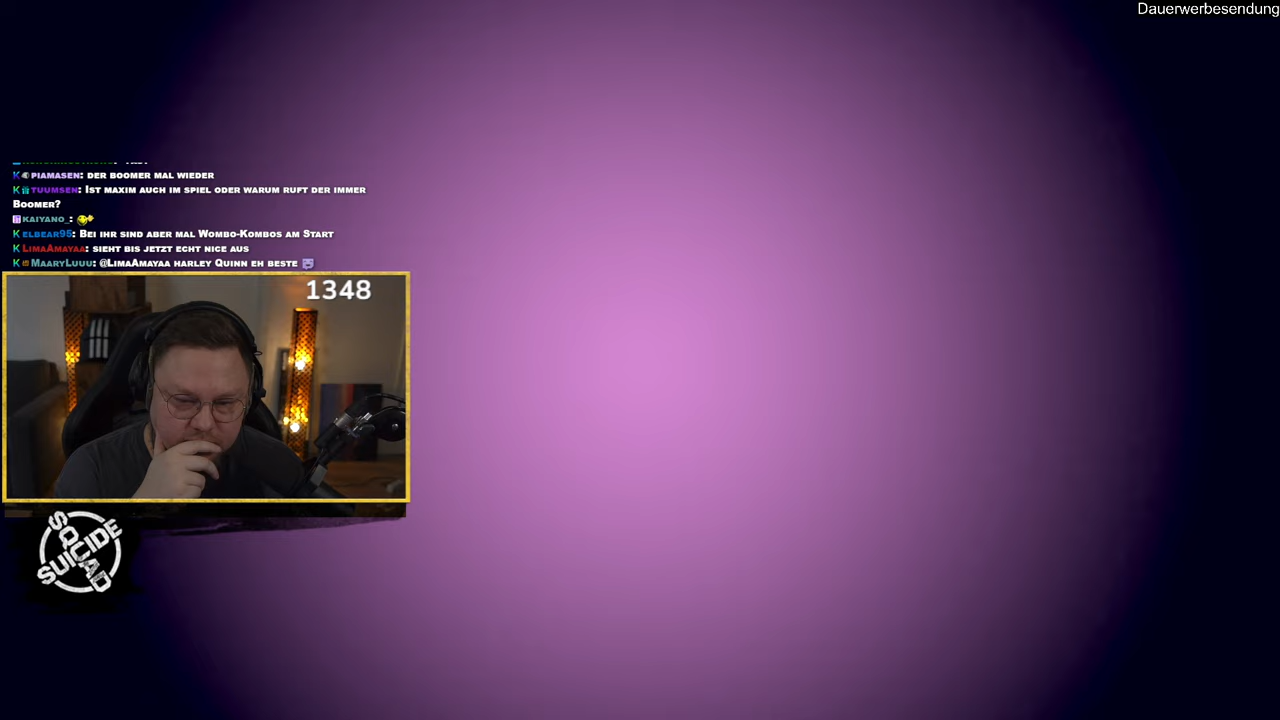 Dauerwerbesendung
PIAMASEN: DER BOOMER MAL WIEDER
TUUMSEN: IST MAXIM AUCH IM SPIEL ODER WARUM RUFT DER IMMER
BOOMER?
KAIYANO_:
ELBEAR95: BEI IHR SIND ABER MAL WOMBO-KOMBOS AM START
LIMAAMAYAA: SIEHT BIS JETZT ECHT NICE AUS
MAARYLUUU: @LIMAAMAYAA HARLEY QUINN EH BESTE
1348
SUICIDE
SQUAD